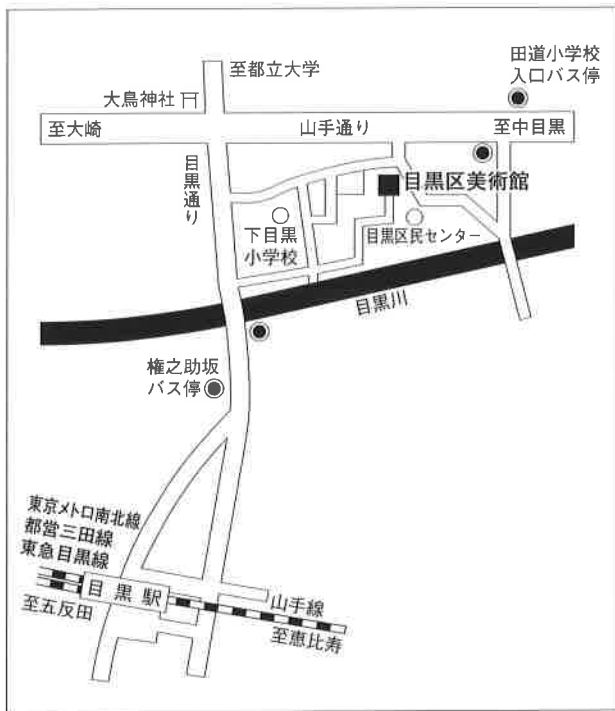 田道小学校
入口バス停
至都立大学
大鳥神社
至大崎
山手通り
至中目黒
目黒通り
目黒区美術館
下目黒
小学校
目黒区民センター
目黒川
権之助坂
バス停
東京メトロ南北線
都営三田線
東急目黒線
目黒駅
山手線
至五反田
至恵比寿